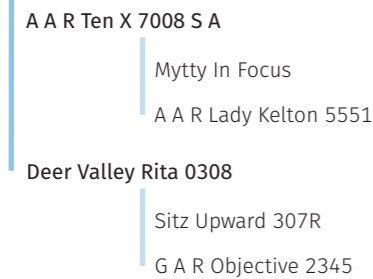 A A R Ten X 7008 S A
Mytty In Focus
A A R Lady Kelton 5551
Deer Valley Rita 0308
Sitz Upward 307R
G A R Objective 2345